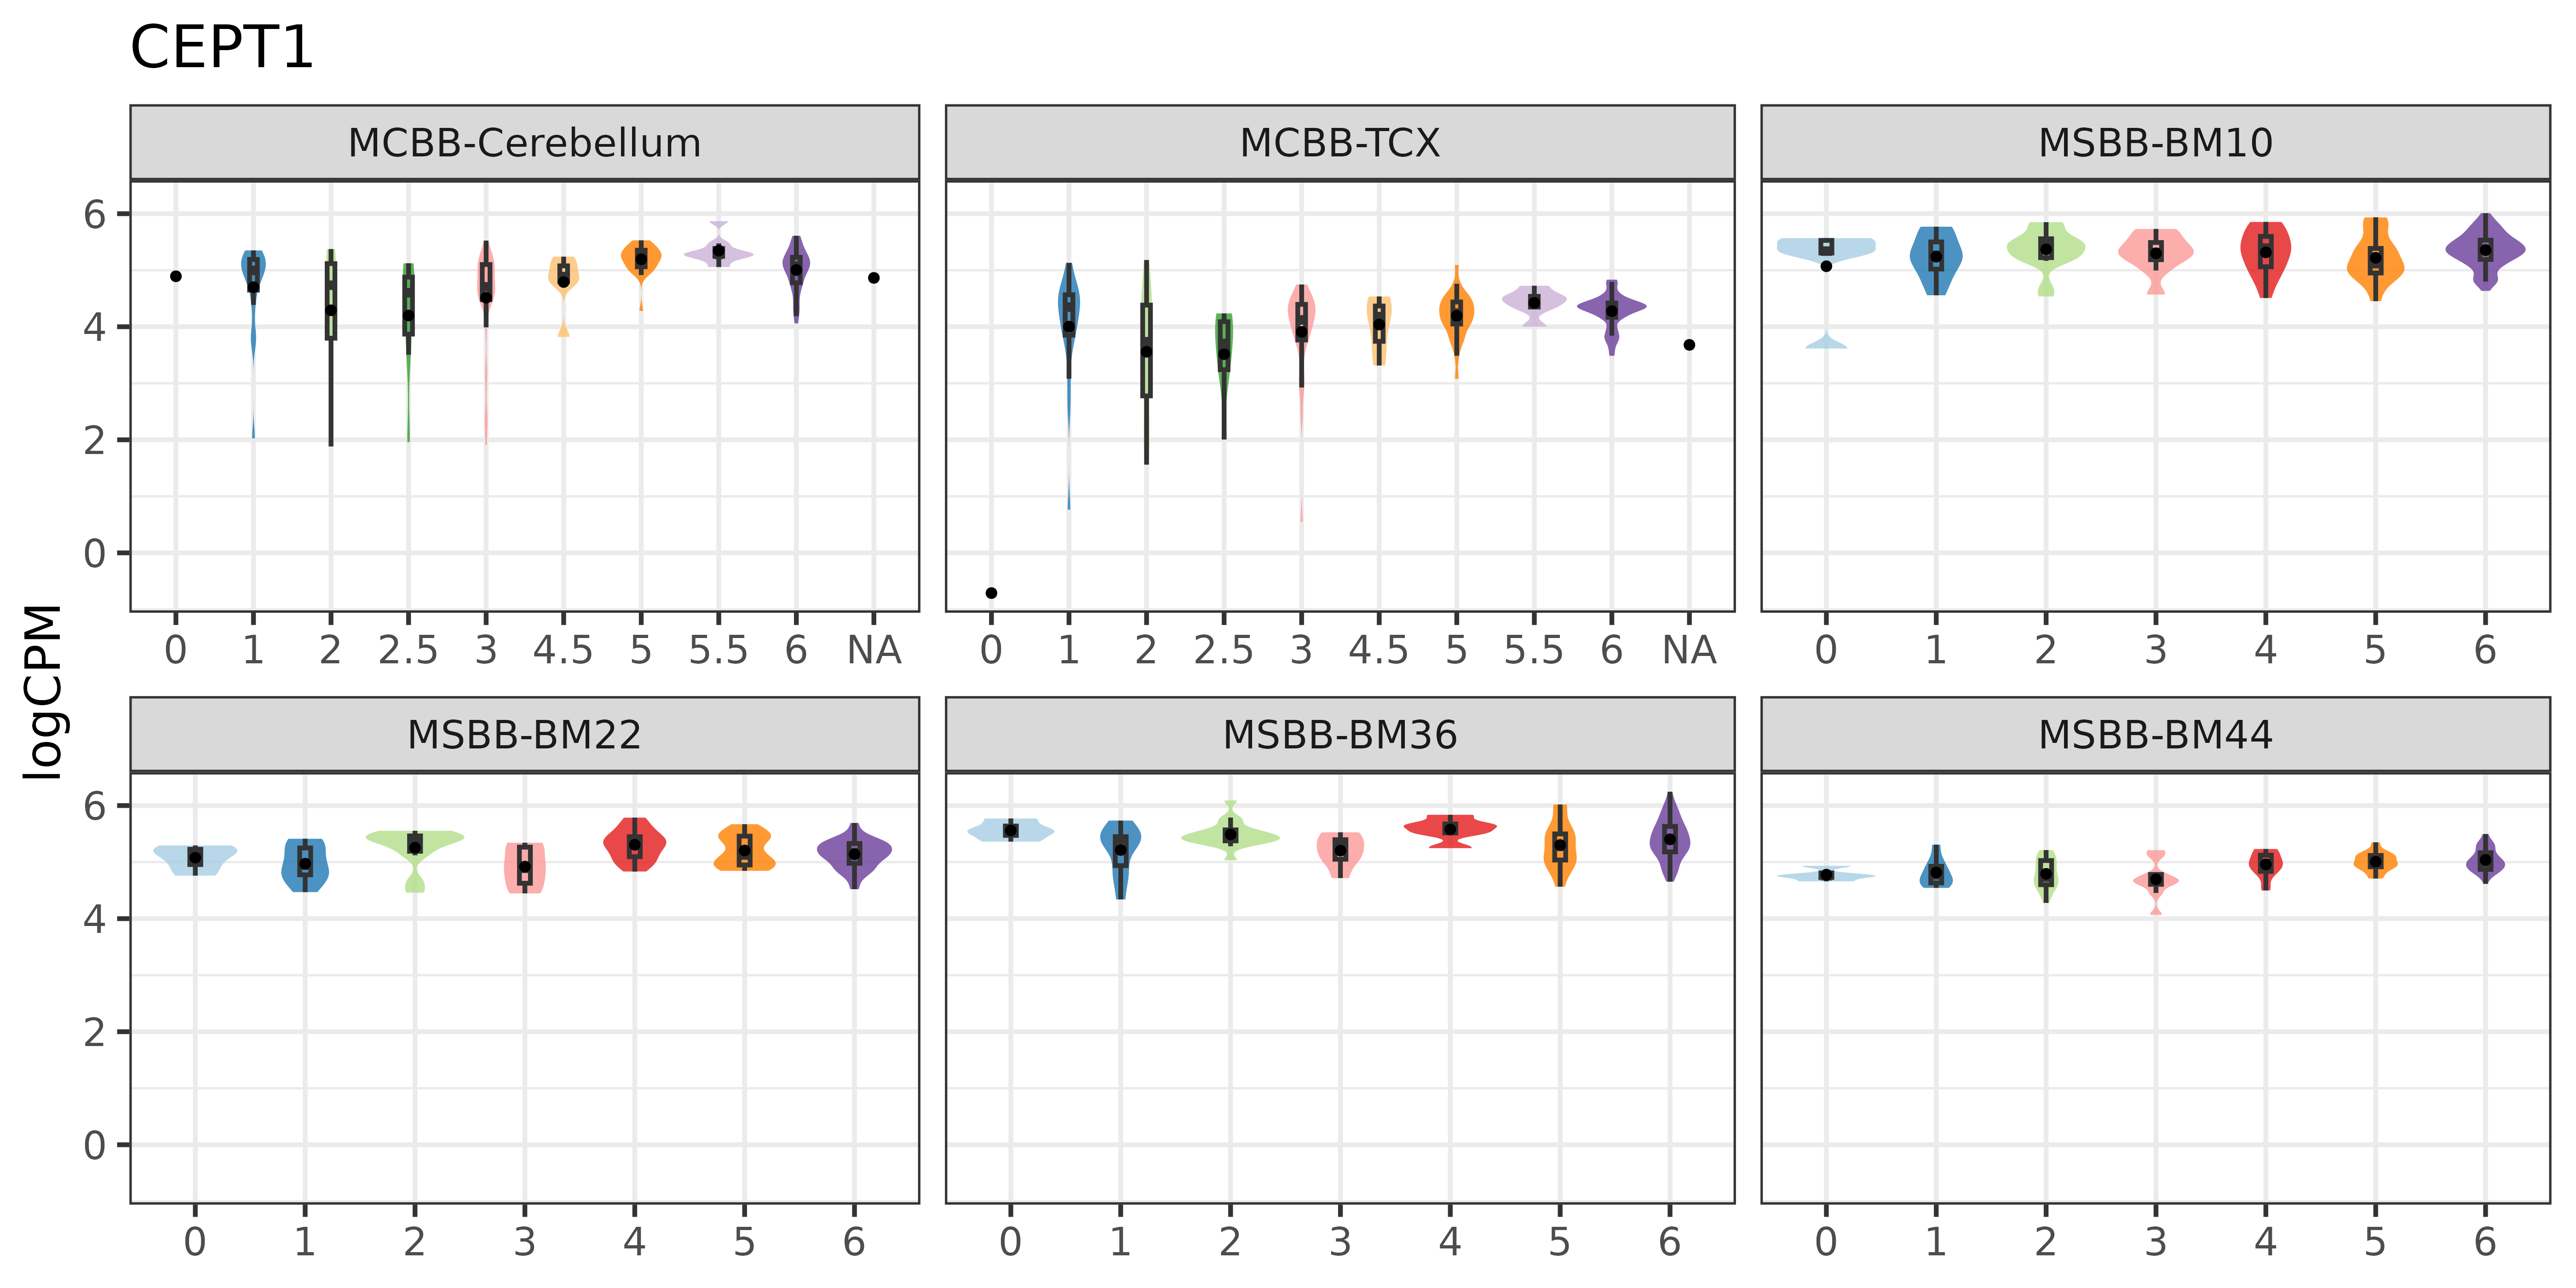 CEPT1
MCBB-Cerebellum
MCBB-TCX
MSBB-BM10
6
4
2
0
0 1 2 2.5 3 4.5 5 5.5 6 NA
0 1 2 2.5 3 4.5 5 5.5 6 NA
0 1 2 3 4 5 6
logCPM
MSBB-BM22
MSBB-BM36
MSBB-BM44
6
4
2
0
0 1 2 3 4 5 6
0 1 2 3 4 5 6
0 1 2 3 4 5 6